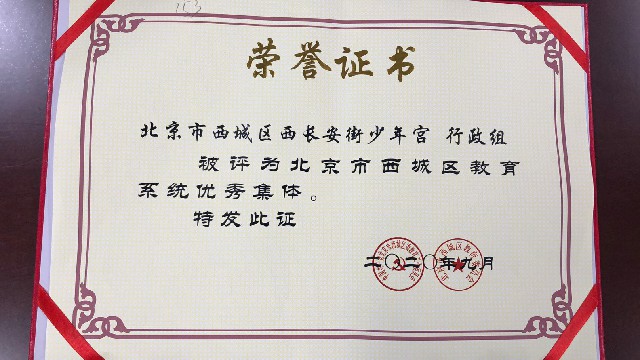 153
荣誉证书
北京市西城区西长安街少年宫 行政组
被评为北京市西城区教育
系统优秀集体。
特发此证
二〇二〇年九月